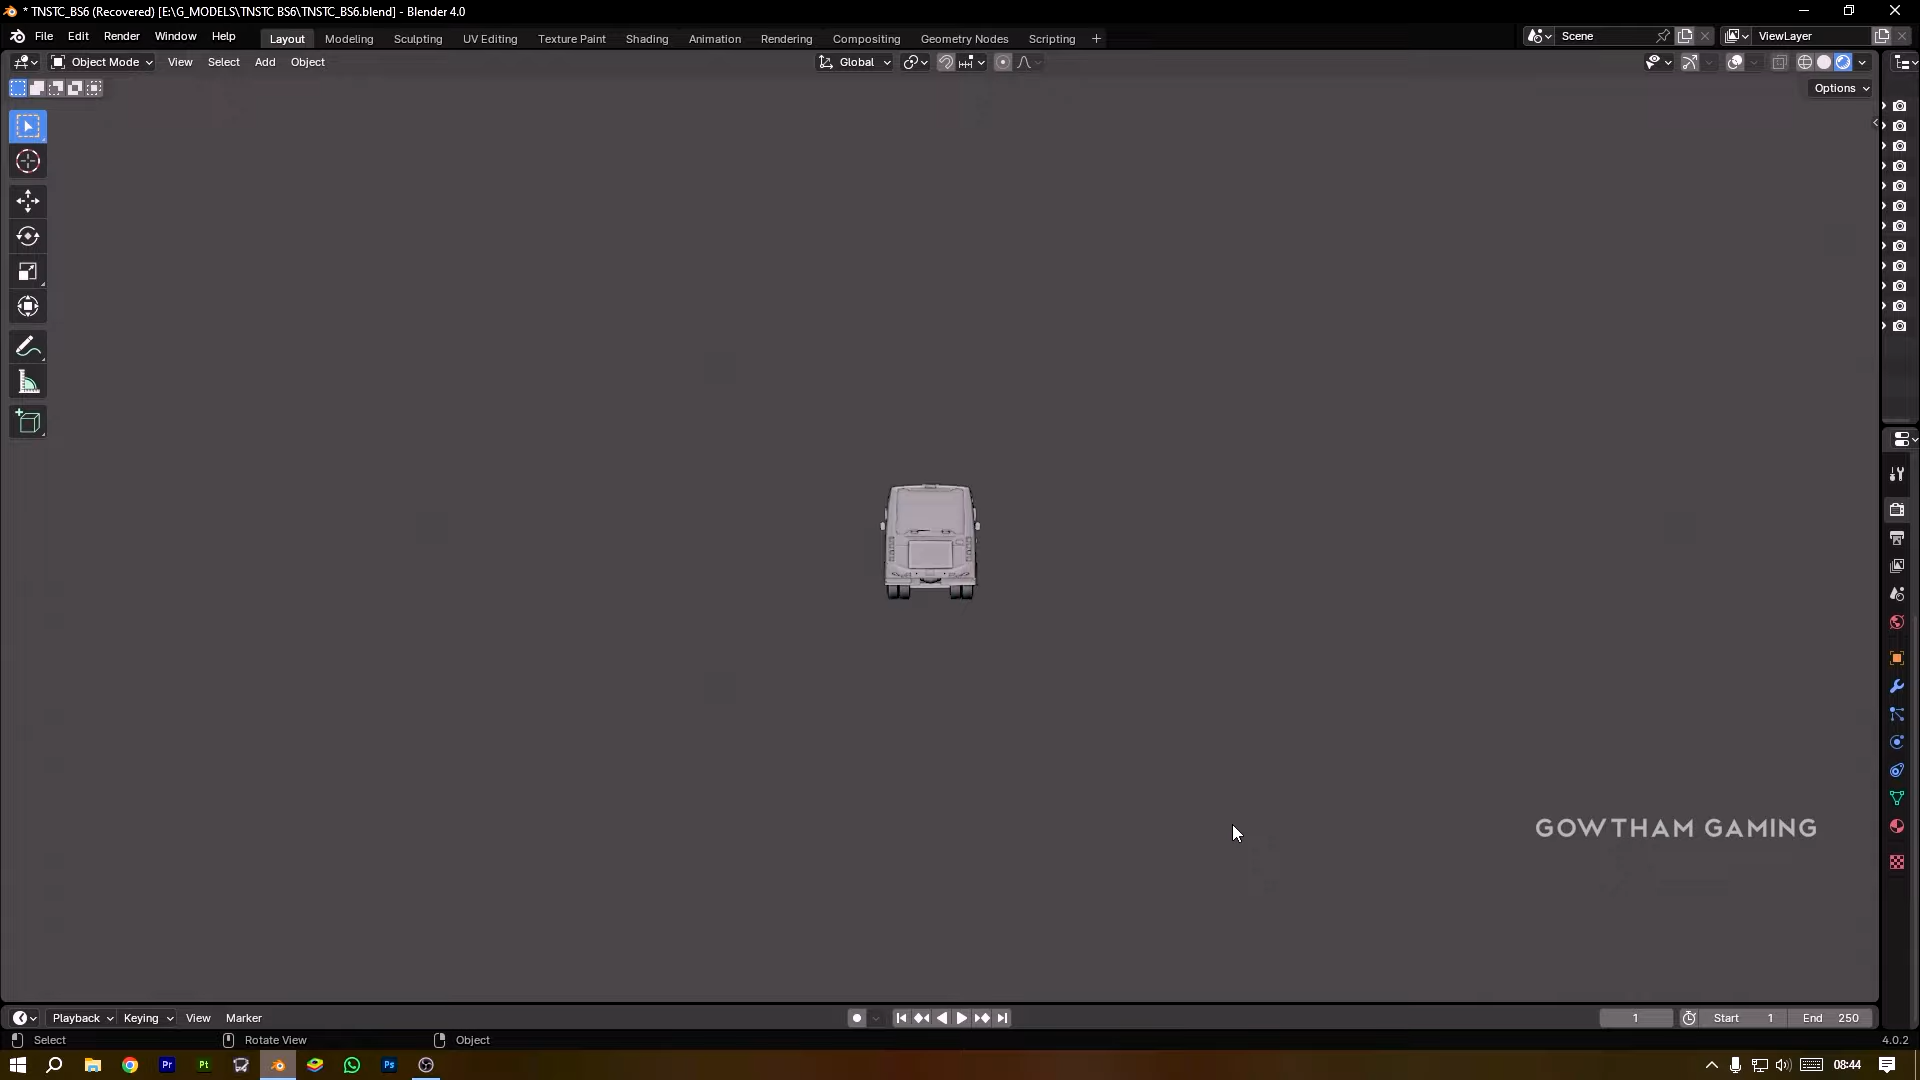 * TNSTC_BS6 (Recovered) [E:\G_MODELS\TNSTC BS6\TNSTC_BS6.blend] - Blender 4.0
File Edit Render Window Help Layout Modeling Sculpting UV Editing Texture Paint Shading Animation Rendering Compositing Geometry Nodes Scripting + Scene ViewLayer
Object Mode View Select Add Object Global
Options
GOWTHAM GAMING
Playback Keying View Marker 1 Start 1 End 250
Select Rotate View Object 4.0.2
Pr Pt Ps 08:44